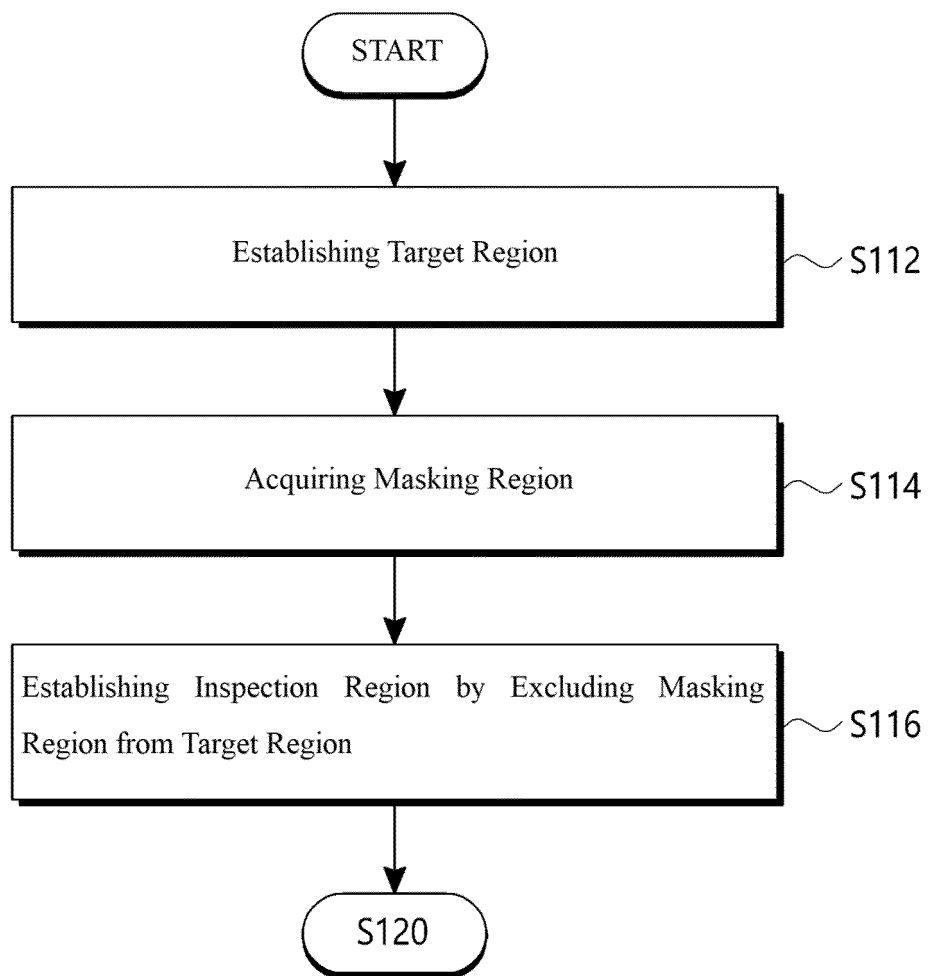 START
Establishing Target Region
S112
Acquiring Masking Region
S114
Establishing Inspection Region by Excluding Masking
Region from Target Region
S116
S120